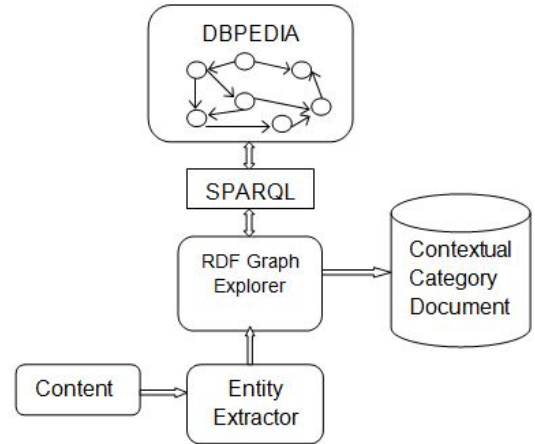 DBPEDIA
SPARQL
RDF Graph
Explorer
Contextual
Category
Document
Content
Entity
Extractor